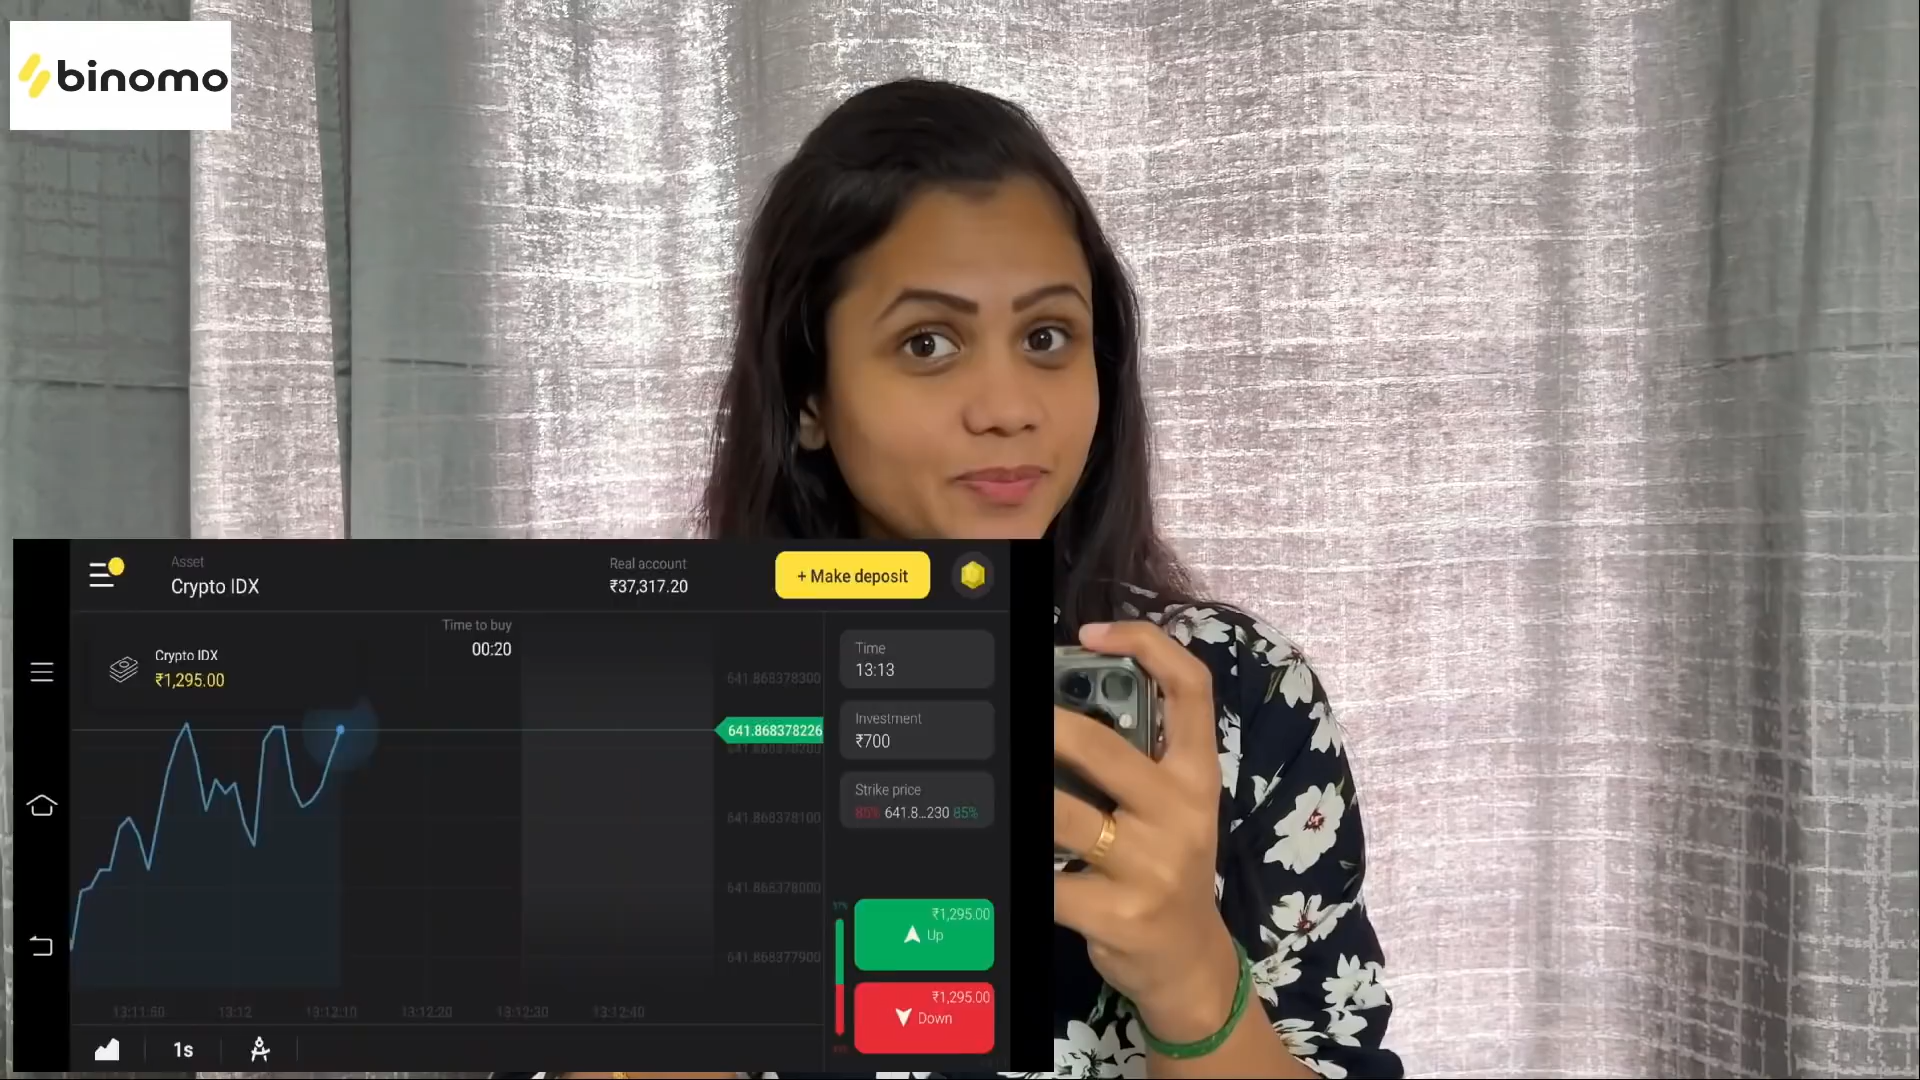 binomo
Asset
Crypto IDX
Real account
₹37,317.20
+ Make deposit
Time to buy
00:20
Crypto IDX
₹1,295.00
641.868378300
641.868378226
641.868378100
641.868378000
641.868377900
Time
13:13
Investment
₹700
Strike price
85% 641.8...230 85%
₹1,295.00
Up
₹1,295.00
Down
13:11:50 13:12 13:12:10 13:12:20 13:12:30 13:12:40
1s